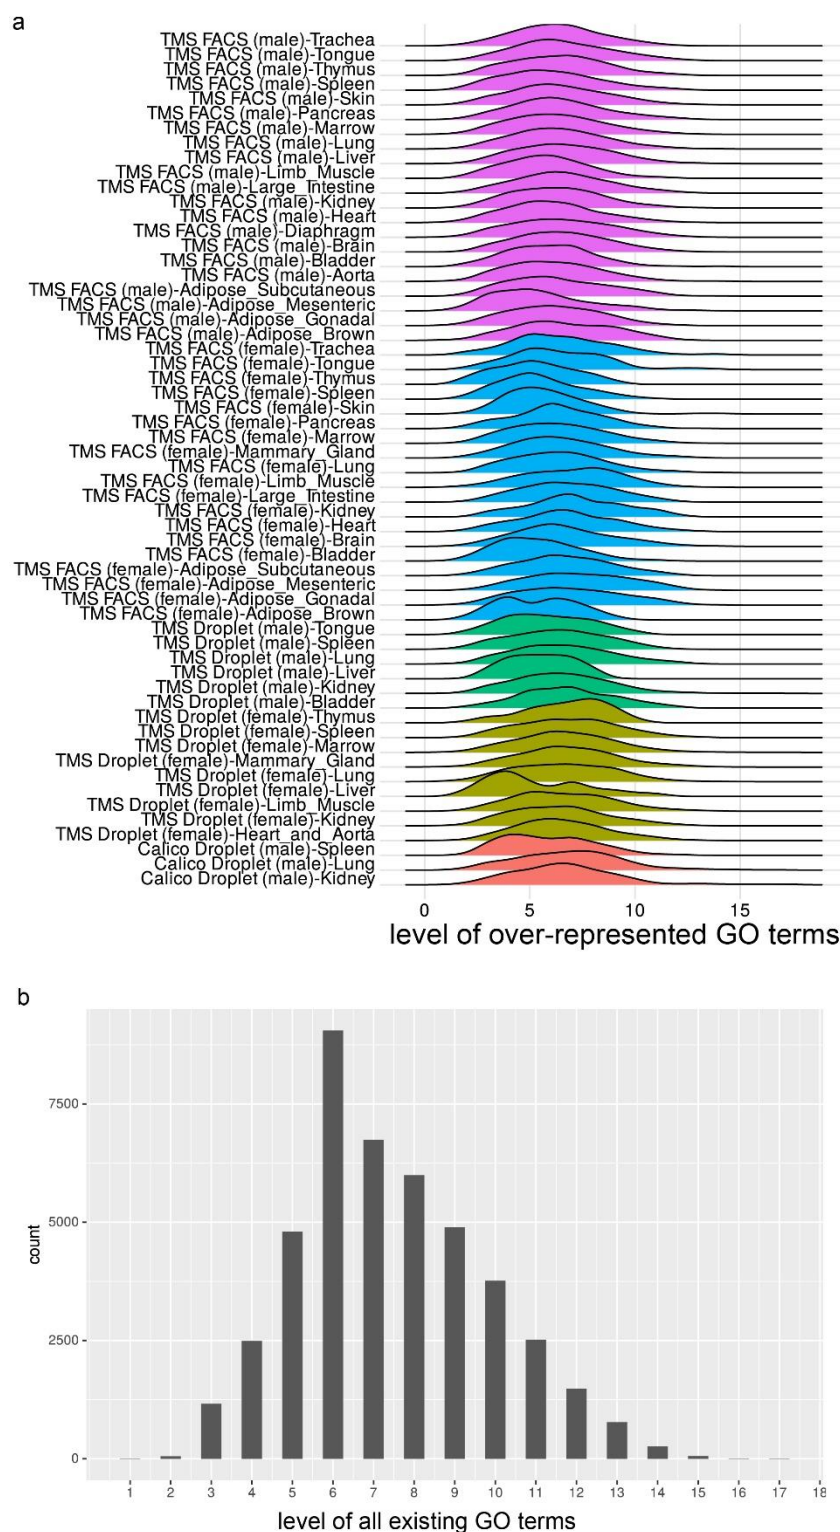 a
TMS FACS (male)-Trachea
TMS FACS (male)-Tongue
TMS FACS (male)-Thymus
TMS FACS (male)-Spleen
TMS FACS (male)-Skin
TMS FACS (male)-Pancreas
TMS FACS (male)-Marrow
TMS FACS (male)-Lung
TMS FACS (male)-Liver
TMS FACS (male)-Limb_Muscle
TMS FACS (male)-Large_Intestine
TMS FACS (male)-Kidney
TMS FACS (male)-Heart
TMS FACS (male)-Diaphragm
TMS FACS (male)-Brain
TMS FACS (male)-Bladder
TMS FACS (male)-Aorta
TMS FACS (male)-Adipose_Subcutaneous
TMS FACS (male)-Adipose_Mesenteric
TMS FACS (male)-Adipose_Gonadal
TMS FACS (male)-Adipose_Brown
TMS FACS (female)-Trachea
TMS FACS (female)-Tongue
TMS FACS (female)-Thymus
TMS FACS (female)-Spleen
TMS FACS (female)-Skin
TMS FACS (female)-Pancreas
TMS FACS (female)-Marrow
TMS FACS (female)-Mammary_Gland
TMS FACS (female)-Lung
TMS FACS (female)-Limb_Muscle
TMS FACS (female)-Large_Intestine
TMS FACS (female)-Kidney
TMS FACS (female)-Heart
TMS FACS (female)-Brain
TMS FACS (female)-Bladder
TMS FACS (female)-Adipose_Subcutaneous
TMS FACS (female)-Adipose_Mesenteric
TMS FACS (female)-Adipose_Gonadal
TMS FACS (female)-Adipose_Brown
TMS Droplet (male)-Tongue
TMS Droplet (male)-Spleen
TMS Droplet (male)-Lung
TMS Droplet (male)-Liver
TMS Droplet (male)-Kidney
TMS Droplet (male)-Bladder
TMS Droplet (female)-Thymus
TMS Droplet (female)-Spleen
TMS Droplet (female)-Marrow
TMS Droplet (female)-Mammary_Gland
TMS Droplet (female)-Lung
TMS Droplet (female)-Liver
TMS Droplet (female)-Limb_Muscle
TMS Droplet (female)-Kidney
TMS Droplet (female)-Heart_and_Aorta
Calico Droplet (male)-Spleen
Calico Droplet (male)-Lung
Calico Droplet (male)-Kidney
0 5 10 15
level of over-represented GO terms
b
7500
5000
2500
0
count
1 2 3 4 5 6 7 8 9 10 11 12 13 14 15 16 17 18
level of all existing GO terms